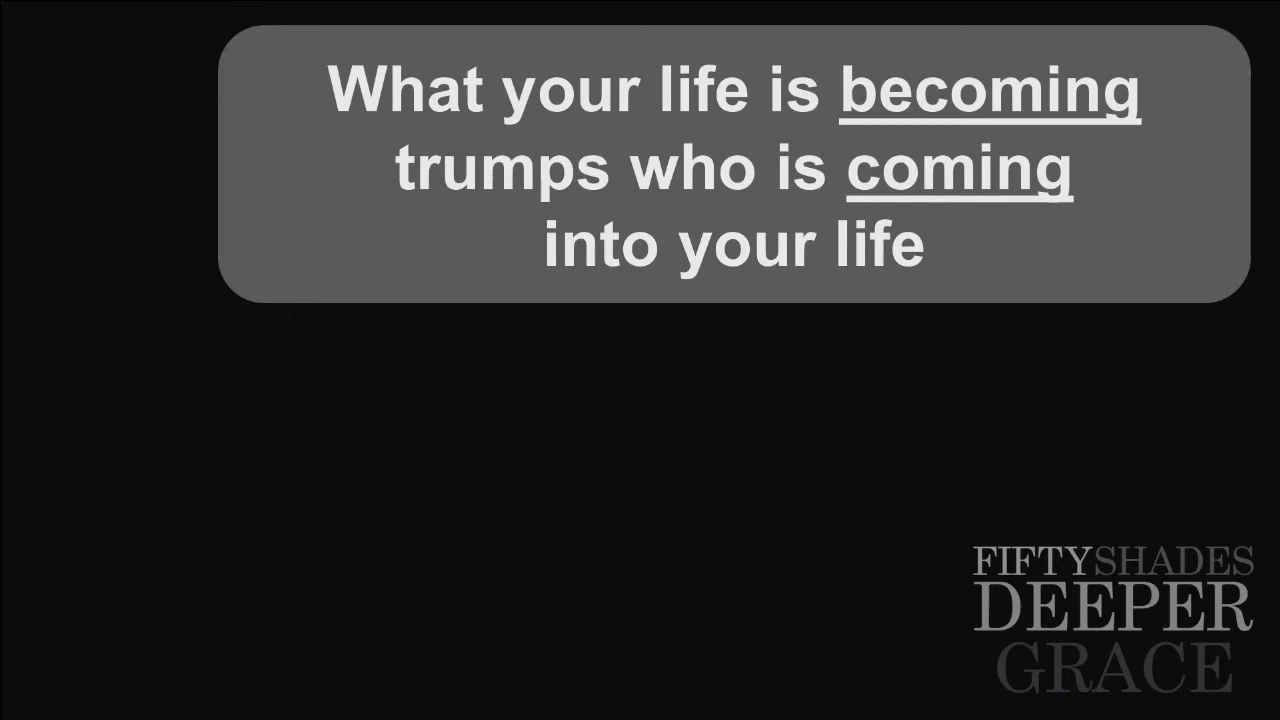 What your life is becoming
trumps who is coming
into your life
FIFTYSHADES
DEEPER
GRACE